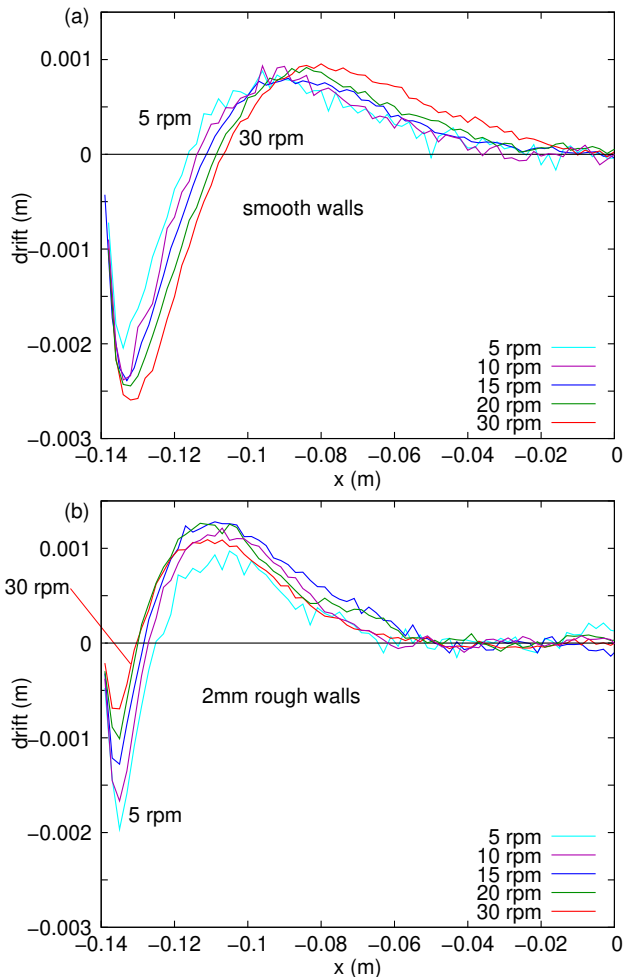 (a)
0.001
5 rpm
30 rpm
0
drift (m)
smooth walls
−0.001
−0.002
−0.003
5 rpm
10 rpm
15 rpm
20 rpm
30 rpm
−0.14 −0.12 −0.1 −0.08 −0.06 −0.04 −0.02 0
x (m)
(b)
0.001
30 rpm
0
drift (m)
2mm rough walls
−0.001
5 rpm
−0.002
−0.003
5 rpm
10 rpm
15 rpm
20 rpm
30 rpm
−0.14 −0.12 −0.1 −0.08 −0.06 −0.04 −0.02 0
x (m)